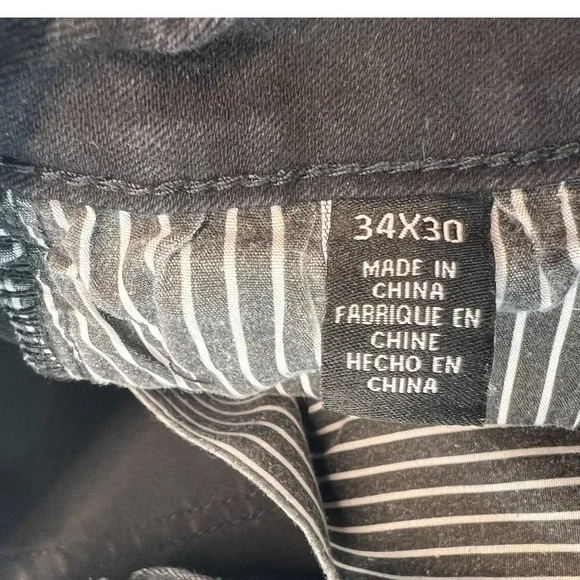 34X30
MADE IN
CHINA
FABRIQUE EN
CHINE
HECHO EN
CHINA